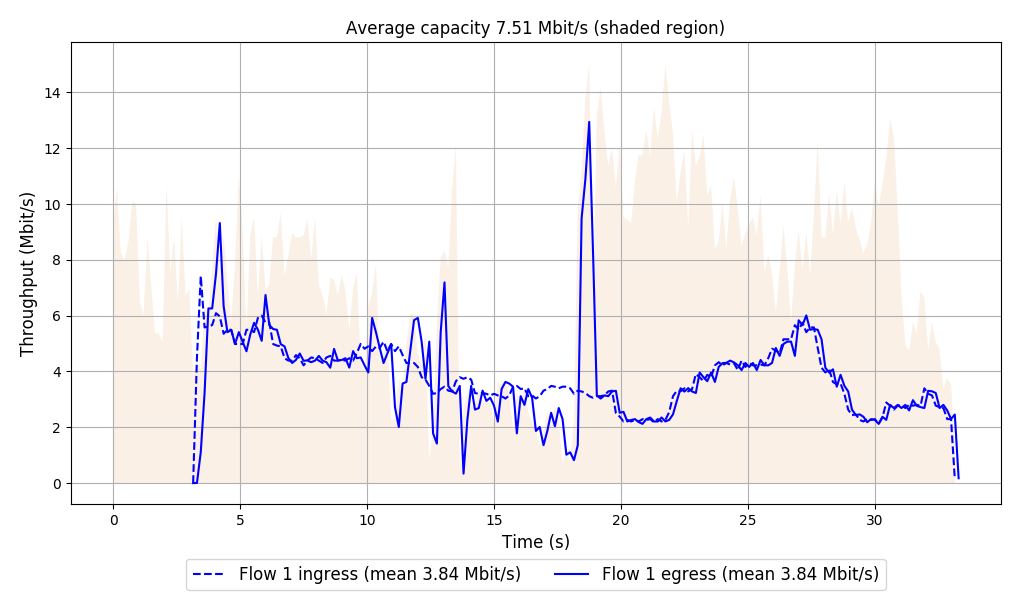 Average capacity 7.51 Mbit/s (shaded region)
Throughput (Mbit/s)
14
12
10
8
6
4
2
0
0 5 10 15 20 25 30
Time (s)
Flow 1 ingress (mean 3.84 Mbit/s) Flow 1 egress (mean 3.84 Mbit/s)